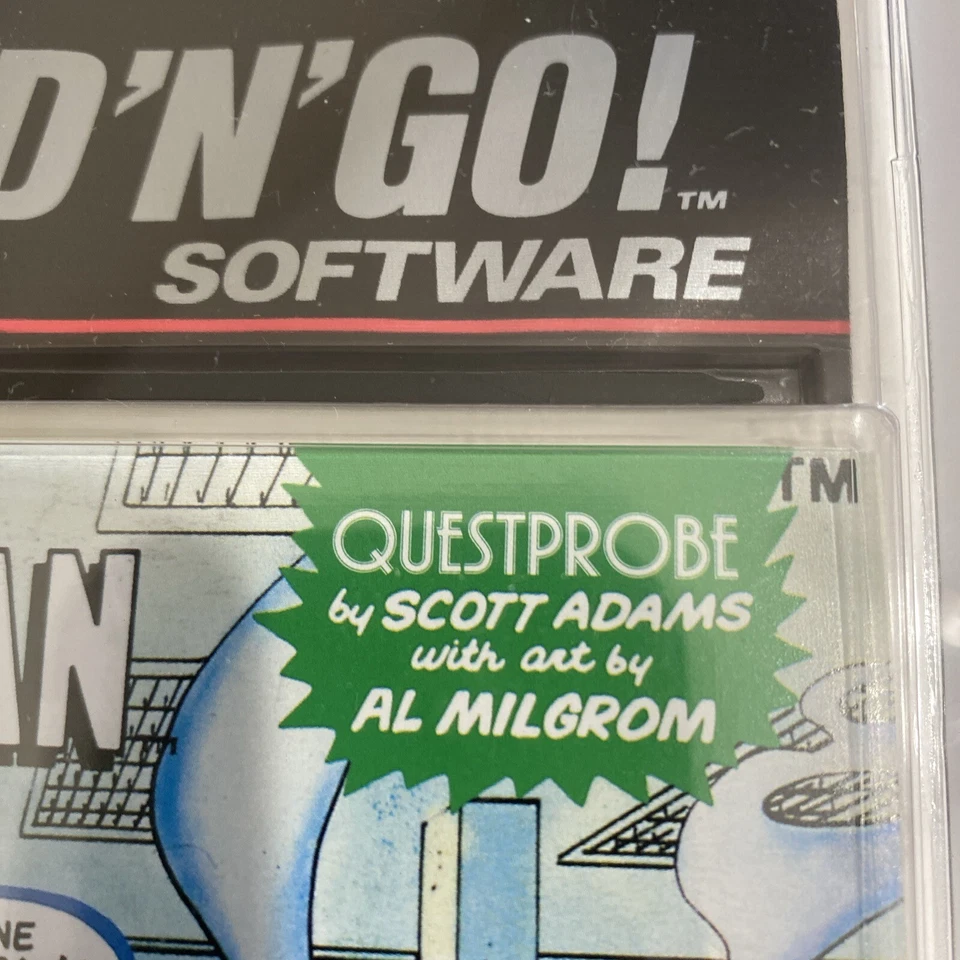 D'N'GO!™
SOFTWARE
TM
QUESTPROBE
by SCOTT ADAMS
with art by
AL MILGROM
AN
NE